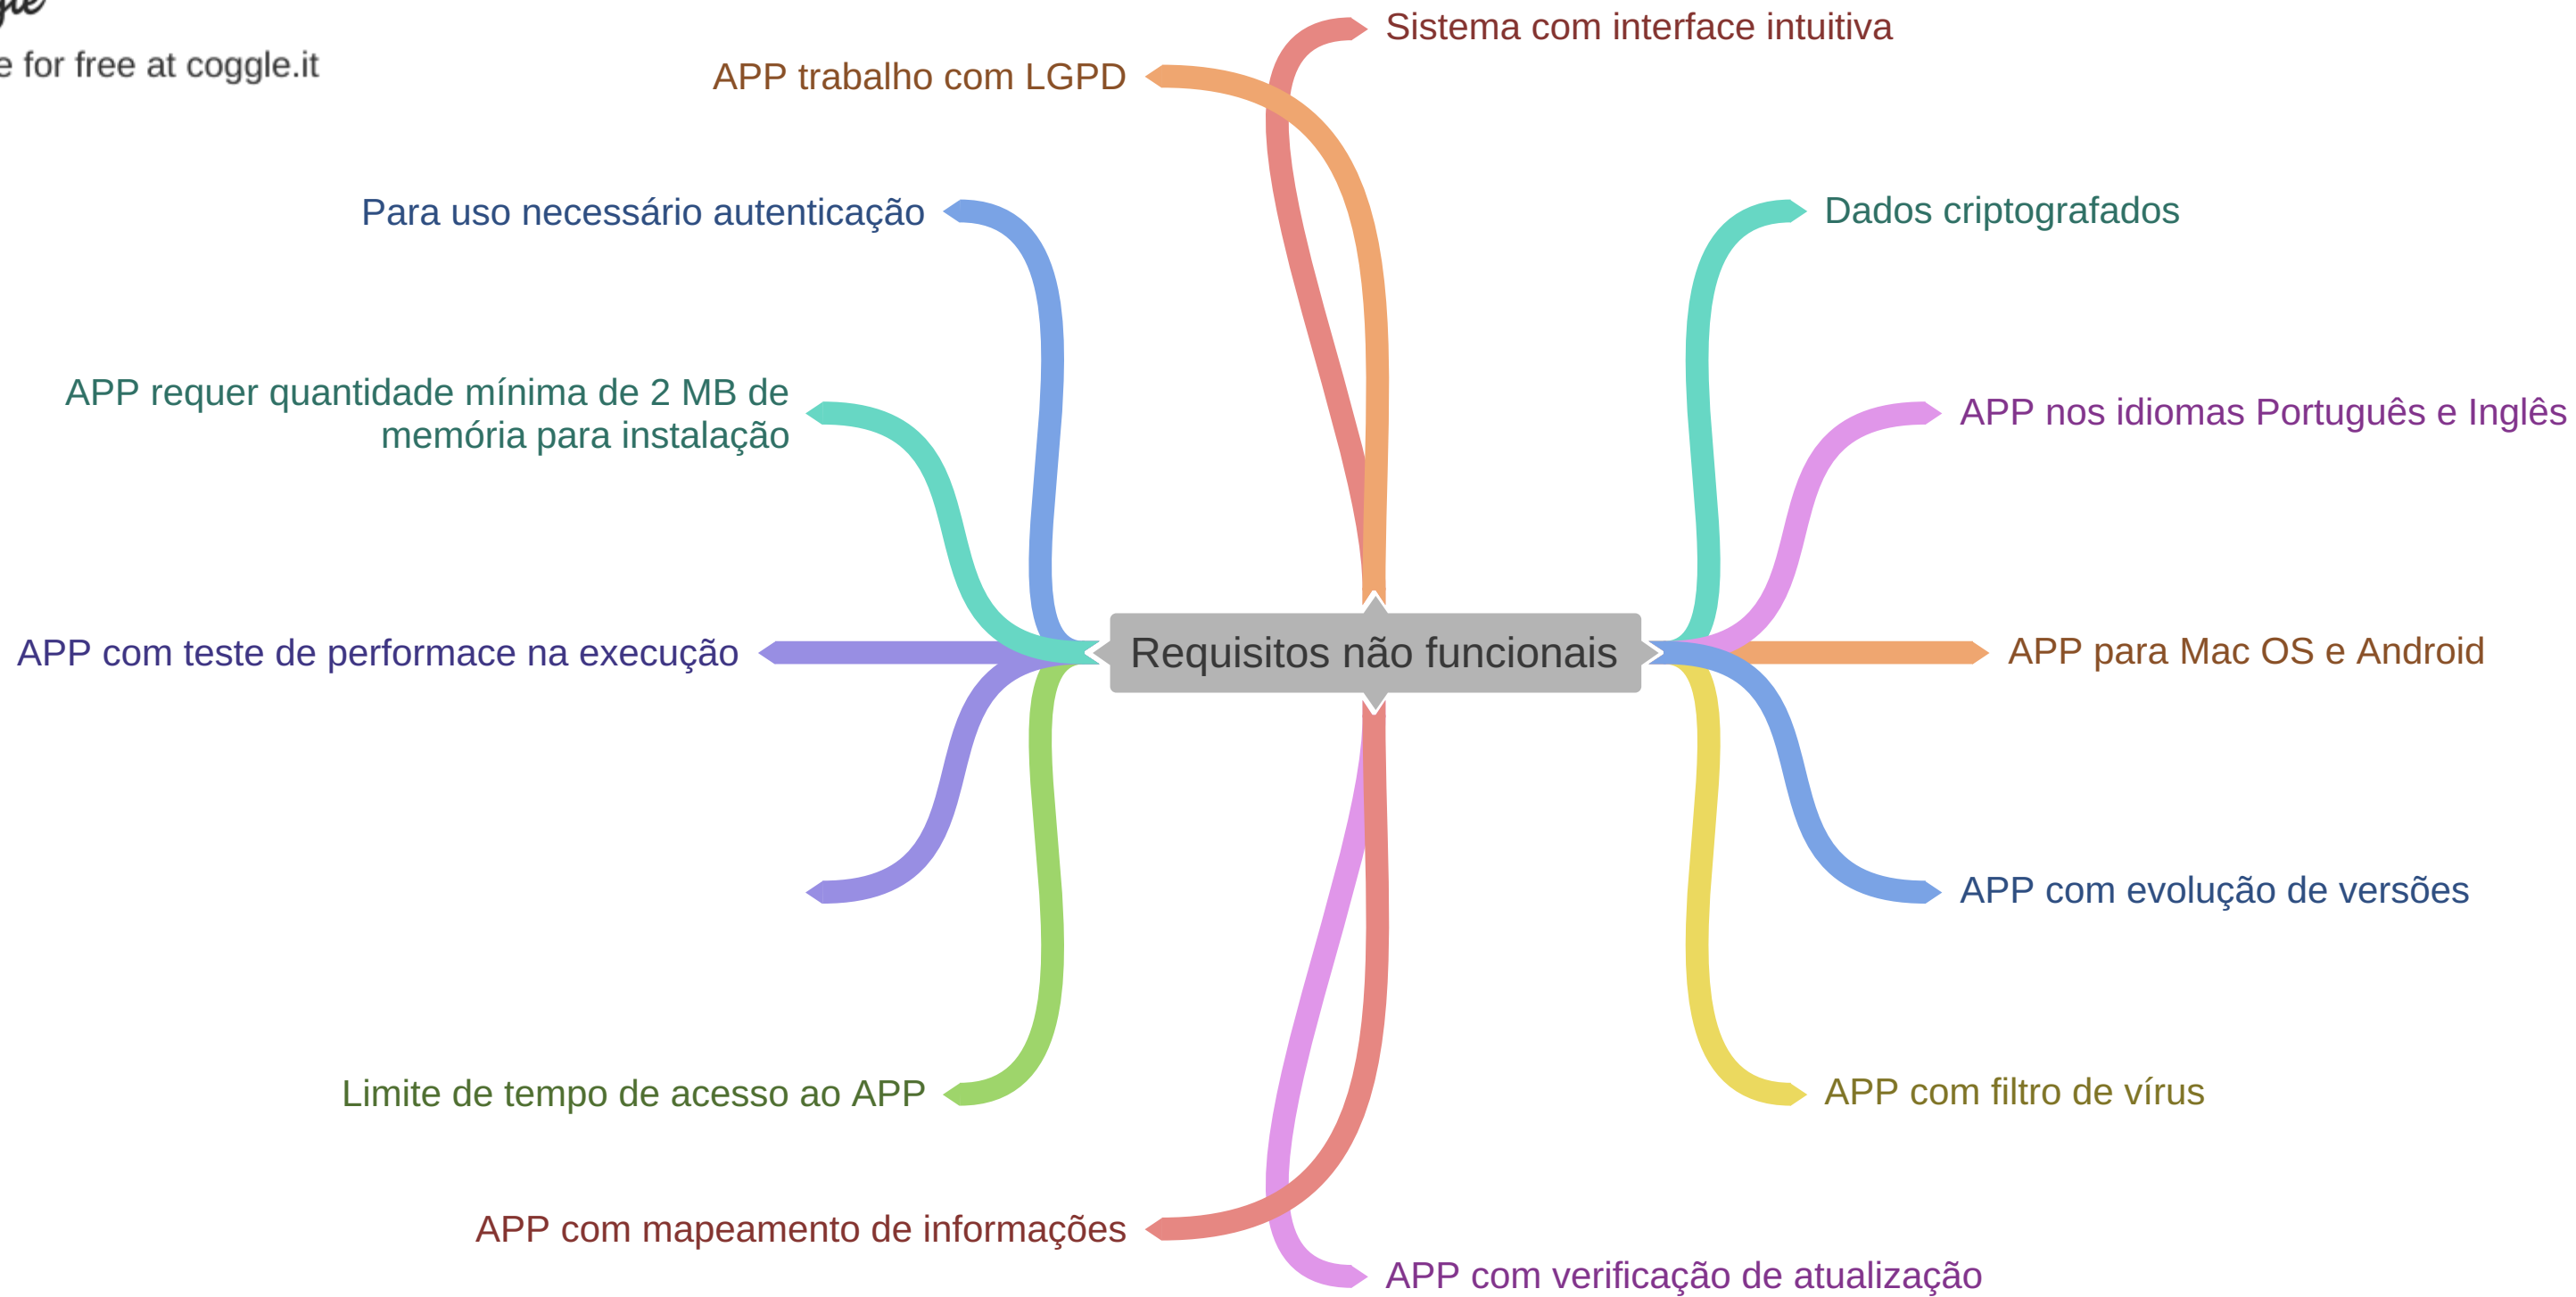 for free at coggle.it
Sistema com interface intuitiva
APP trabalho com LGPD
Para uso necessário autenticação
Dados criptografados
APP requer quantidade mínima de 2 MB de
memória para instalação
APP nos idiomas Português e Inglês
APP com teste de performace na execução
Requisitos não funcionais
APP para Mac OS e Android
APP com evolução de versões
Limite de tempo de acesso ao APP
APP com filtro de vírus
APP com mapeamento de informações
APP com verificação de atualização